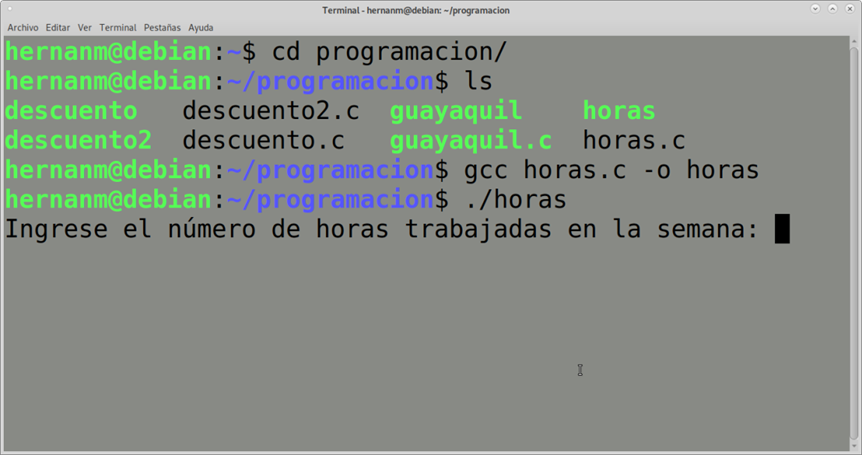 Terminal - hernanm@debian: ~/programacion
Archivo Editar Ver Terminal Pestañas Ayuda
hernanm@debian:~$ cd programacion/
hernanm@debian:~/programacion$ ls
descuento descuento2.c guayaquil horas
descuento2 descuento.c guayaquil.c horas.c
hernanm@debian:~/programacion$ gcc horas.c -o horas
hernanm@debian:~/programacion$ ./horas
Ingrese el número de horas trabajadas en la semana: